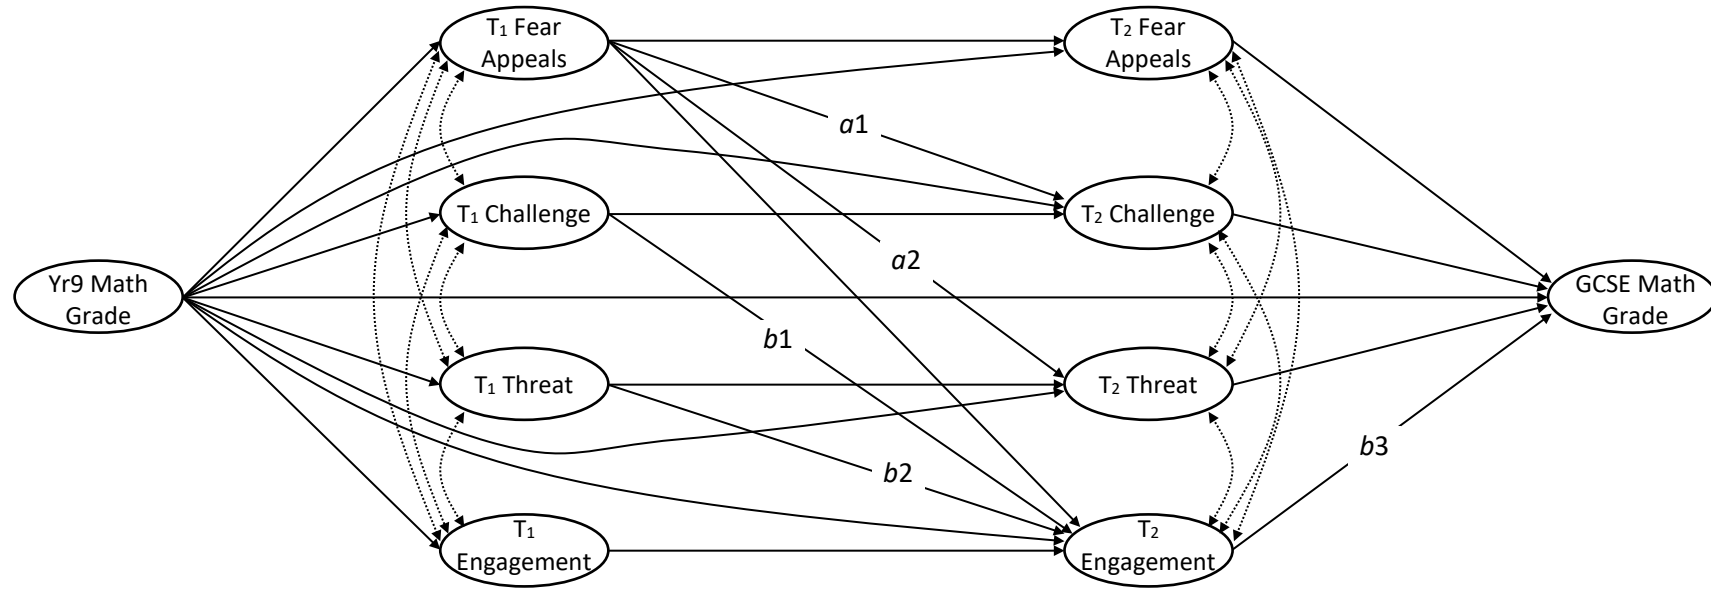 T1 Fear
Appeals
T2 Fear
Appeals
a1
T1 Challenge
T2 Challenge
a2
Yr9 Math
Grade
GCSE Math
Grade
b1
T1 Threat
T2 Threat
b3
b2
T1
Engagement
T2
Engagement